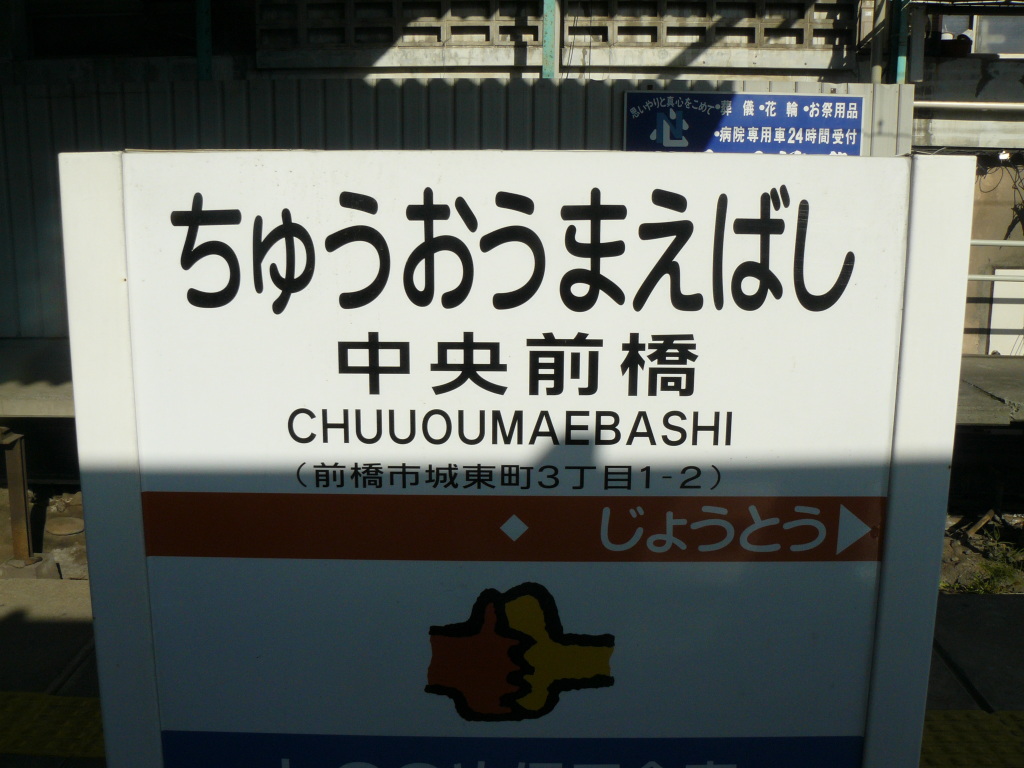 思いやりと真心をこめて
・葬儀・花輪・お祭用品
心
・病院専用車24時間受付
ちゅうおうまえばし
中央前橋
CHUUOUMAEBASHI
（前橋市城東町3丁目1-2）
じょうとう